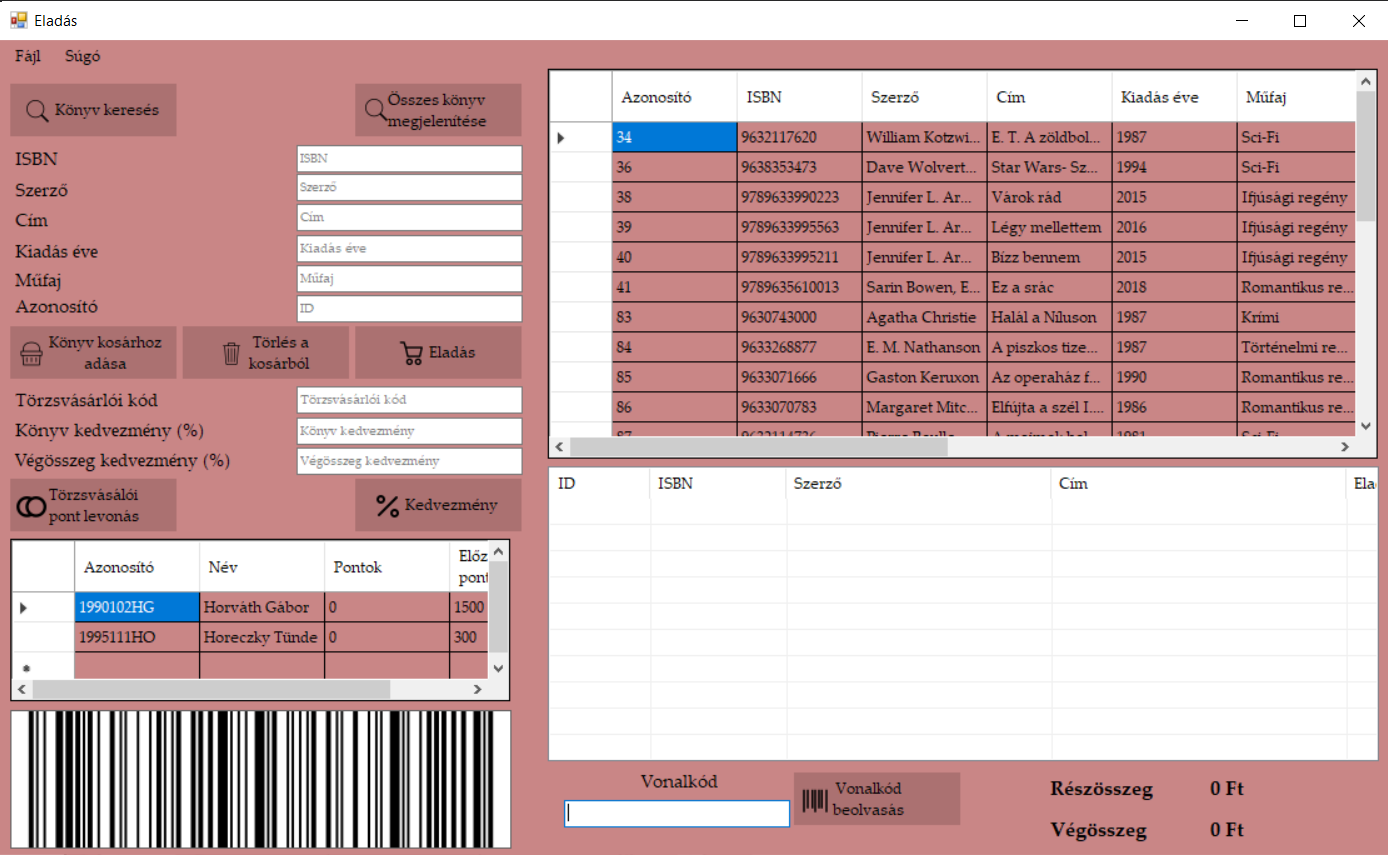 Eladás
Fájl Súgó
Könyv keresés
Összes könyv
megjelenítése
ISBN ISBN
Szerző Szerző
Cím Cím
Kiadás éve Kiadás éve
Műfaj Műfaj
Azonosító ID
Könyv kosárhoz
adása
Törlés a
kosárból
Eladás
Törzsvásárlói kód Törzsvásárlói kód
Könyv kedvezmény (%) Könyv kedvezmény
Végösszeg kedvezmény (%) Végösszeg kedvezmény
Törzsvásálói
pont levonás
Kedvezmény
Azonosító Név Pontok Előz
pont
1990102HG Horváth Gábor 0 1500
1995111HO Horeczky Tünde 0 300
Azonosító ISBN Szerző Cím Kiadás éve Műfaj
34 9632117620 William Kotzwi... E. T. A zöldbol... 1987 Sci-Fi
36 9638353473 Dave Wolvert... Star Wars- Sz... 1994 Sci-Fi
38 9789633990223 Jennifer L. Ar... Várok rád 2015 Ifjúsági regény
39 9789633995563 Jennifer L. Ar... Légy mellettem 2016 Ifjúsági regény
40 9789633995211 Jennifer L. Ar... Bízz bennem 2015 Ifjúsági regény
41 9789635610013 Sarin Bowen, E... Ez a srác 2018 Romantikus re...
83 9630743000 Agatha Christie Halál a Níluson 1987 Krimi
84 9633268877 E. M. Nathanson A piszkos tize... 1987 Történelmi re...
85 9633071666 Gaston Keruxon Az operaház f... 1990 Romantikus re...
86 9633070783 Margaret Mitc... Elfújta a szél I.... 1986 Romantikus re...
ID ISBN Szerző Cím Ela
Vonalkód
Vonalkód
beolvasás
Részösszeg 0 Ft
Végösszeg 0 Ft